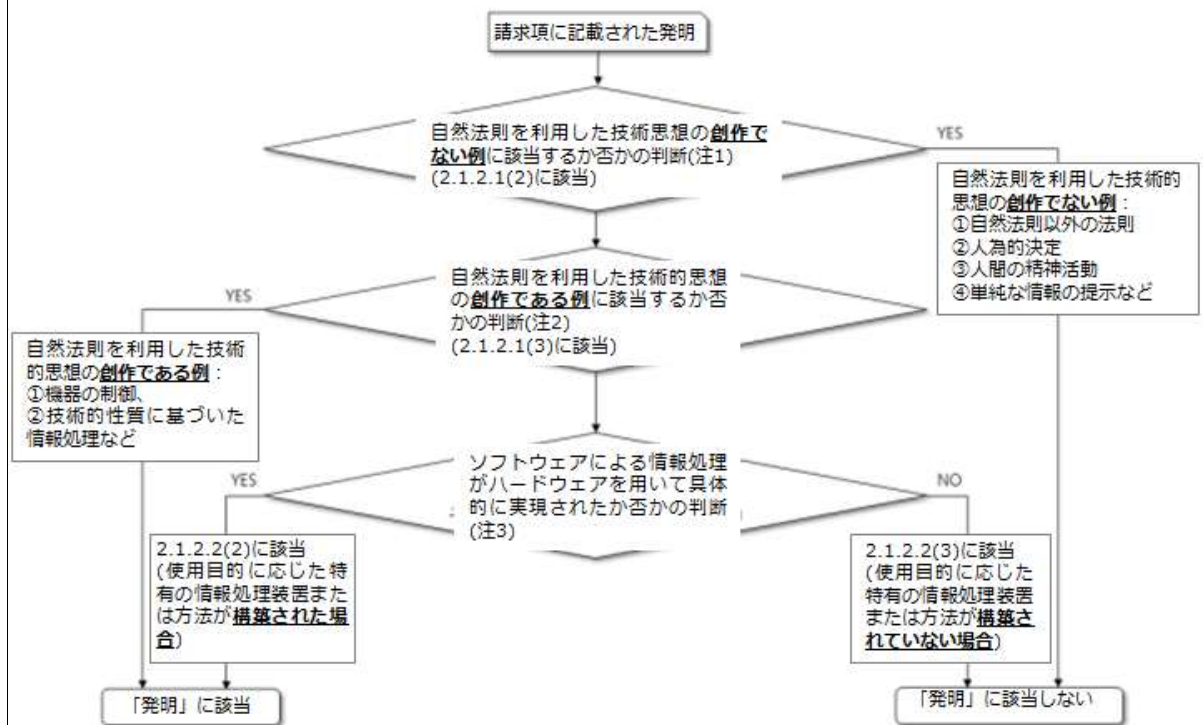 請求項に記載された発明
自然法則を利用した技術思想の創作で
ない例に該当するか否かの判断(注1)
(2.1.2.1(2)に該当)
YES
自然法則を利用した技術的
思想の創作でない例：
①自然法則以外の法則
②人為的決定
③人間の精神活動
④単純な情報の提示など
自然法則を利用した技術的思想
の創作である例に該当するか否
かの判断(注2)
(2.1.2.1(3)に該当)
YES
自然法則を利用した技術
的思想の創作である例：
①機器の制御、
②技術的性質に基づいた
情報処理など
ソフトウェアによる情報処理
がハードウェアを用いて具体
的に実現されたか否かの判断
(注3)
YES
NO
2.1.2.2(2)に該当
(使用目的に応じた特
有の情報処理装置また
は方法が構築された場
合)
2.1.2.2(3)に該当
(使用目的に応じた
特有の情報処理装置
または方法が構築さ
れていない場合)
「発明」に該当
「発明」に該当しない